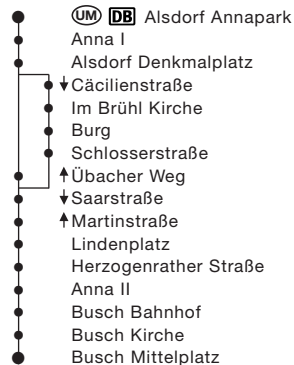 UM DB Alsdorf Annapark
Anna I
Alsdorf Denkmalplatz
Cäcilienstraße
Im Brühl Kirche
Burg
Schlosserstraße
Übacher Weg
Saarstraße
Martinstraße
Lindenplatz
Herzogenrather Straße
Anna II
Busch Bahnhof
Busch Kirche
Busch Mittelplatz